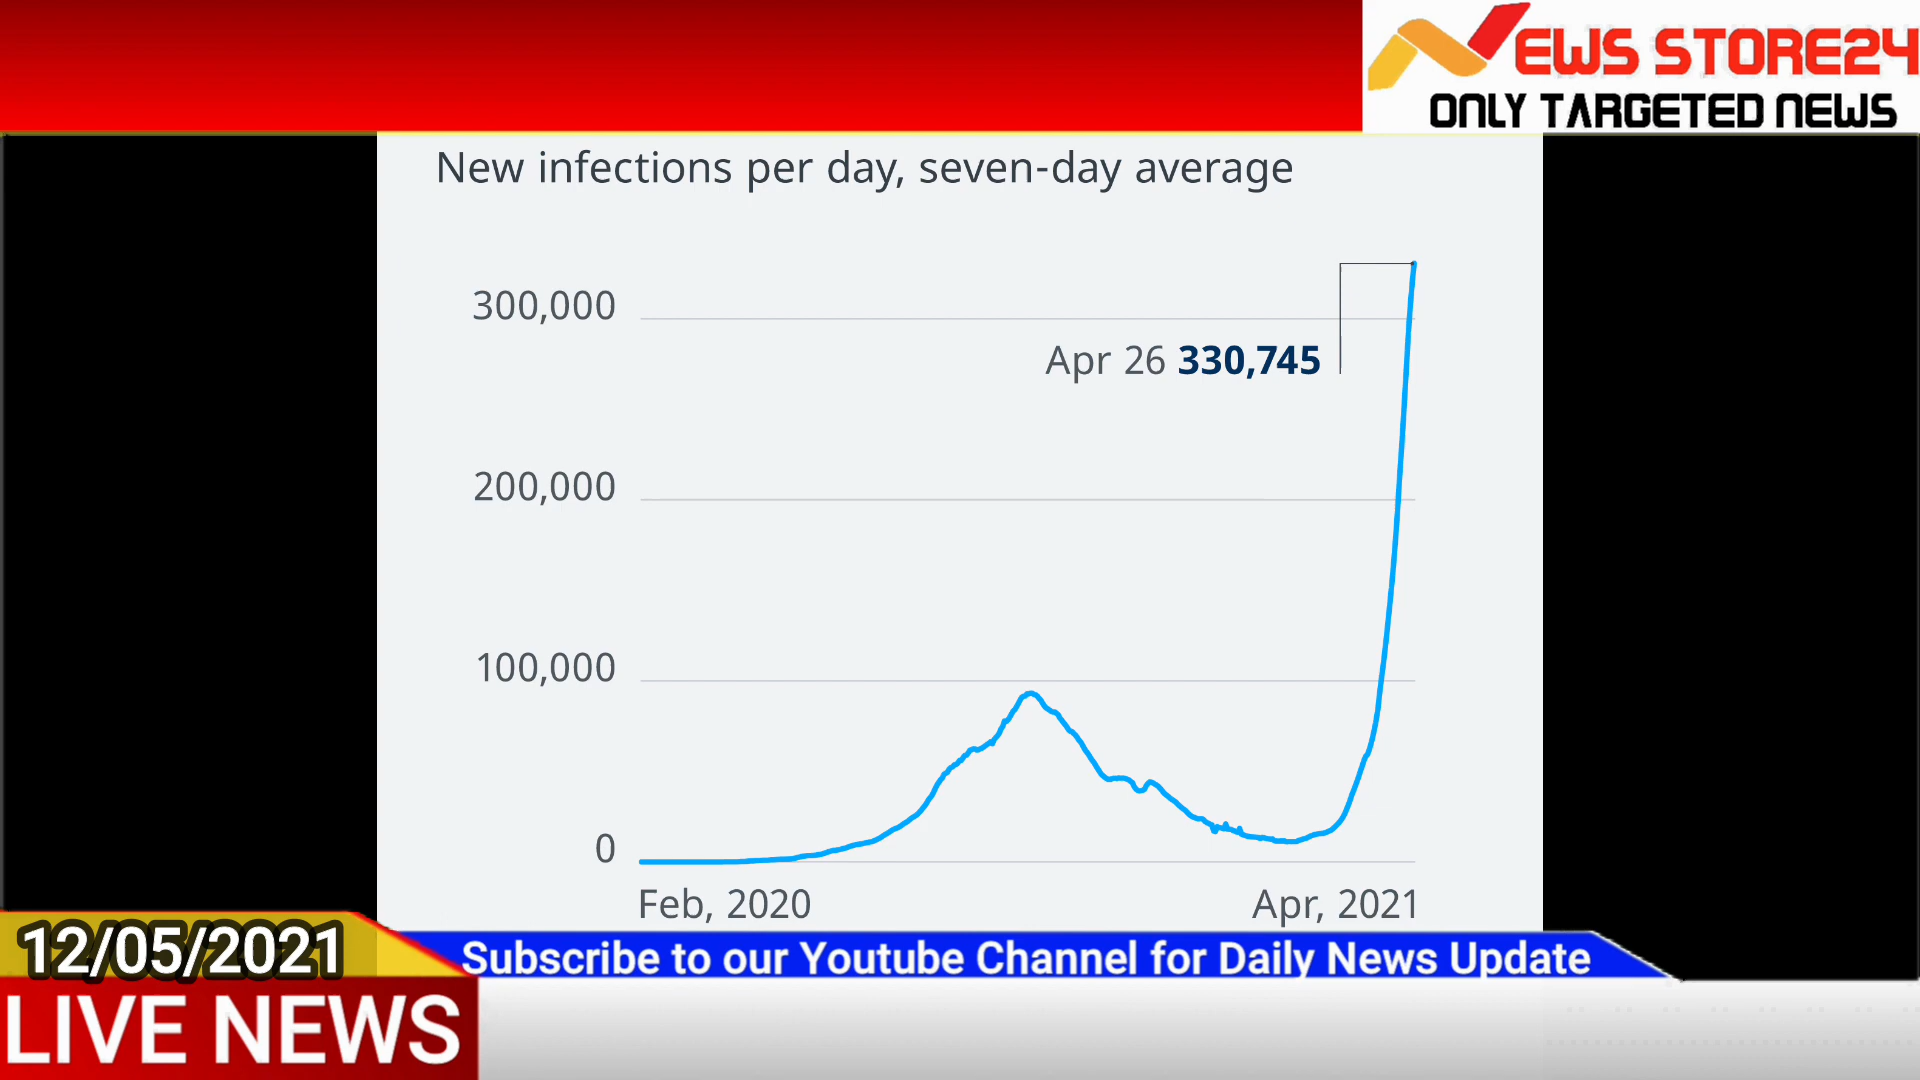 NEWS STORE24
ONLY TARGETED NEWS
New infections per day, seven-day average
300,000
Apr 26 330,745
200,000
100,000
0
Feb, 2020 Apr, 2021
12/05/2021
Subscribe to our Youtube Channel for Daily News Update
LIVE NEWS